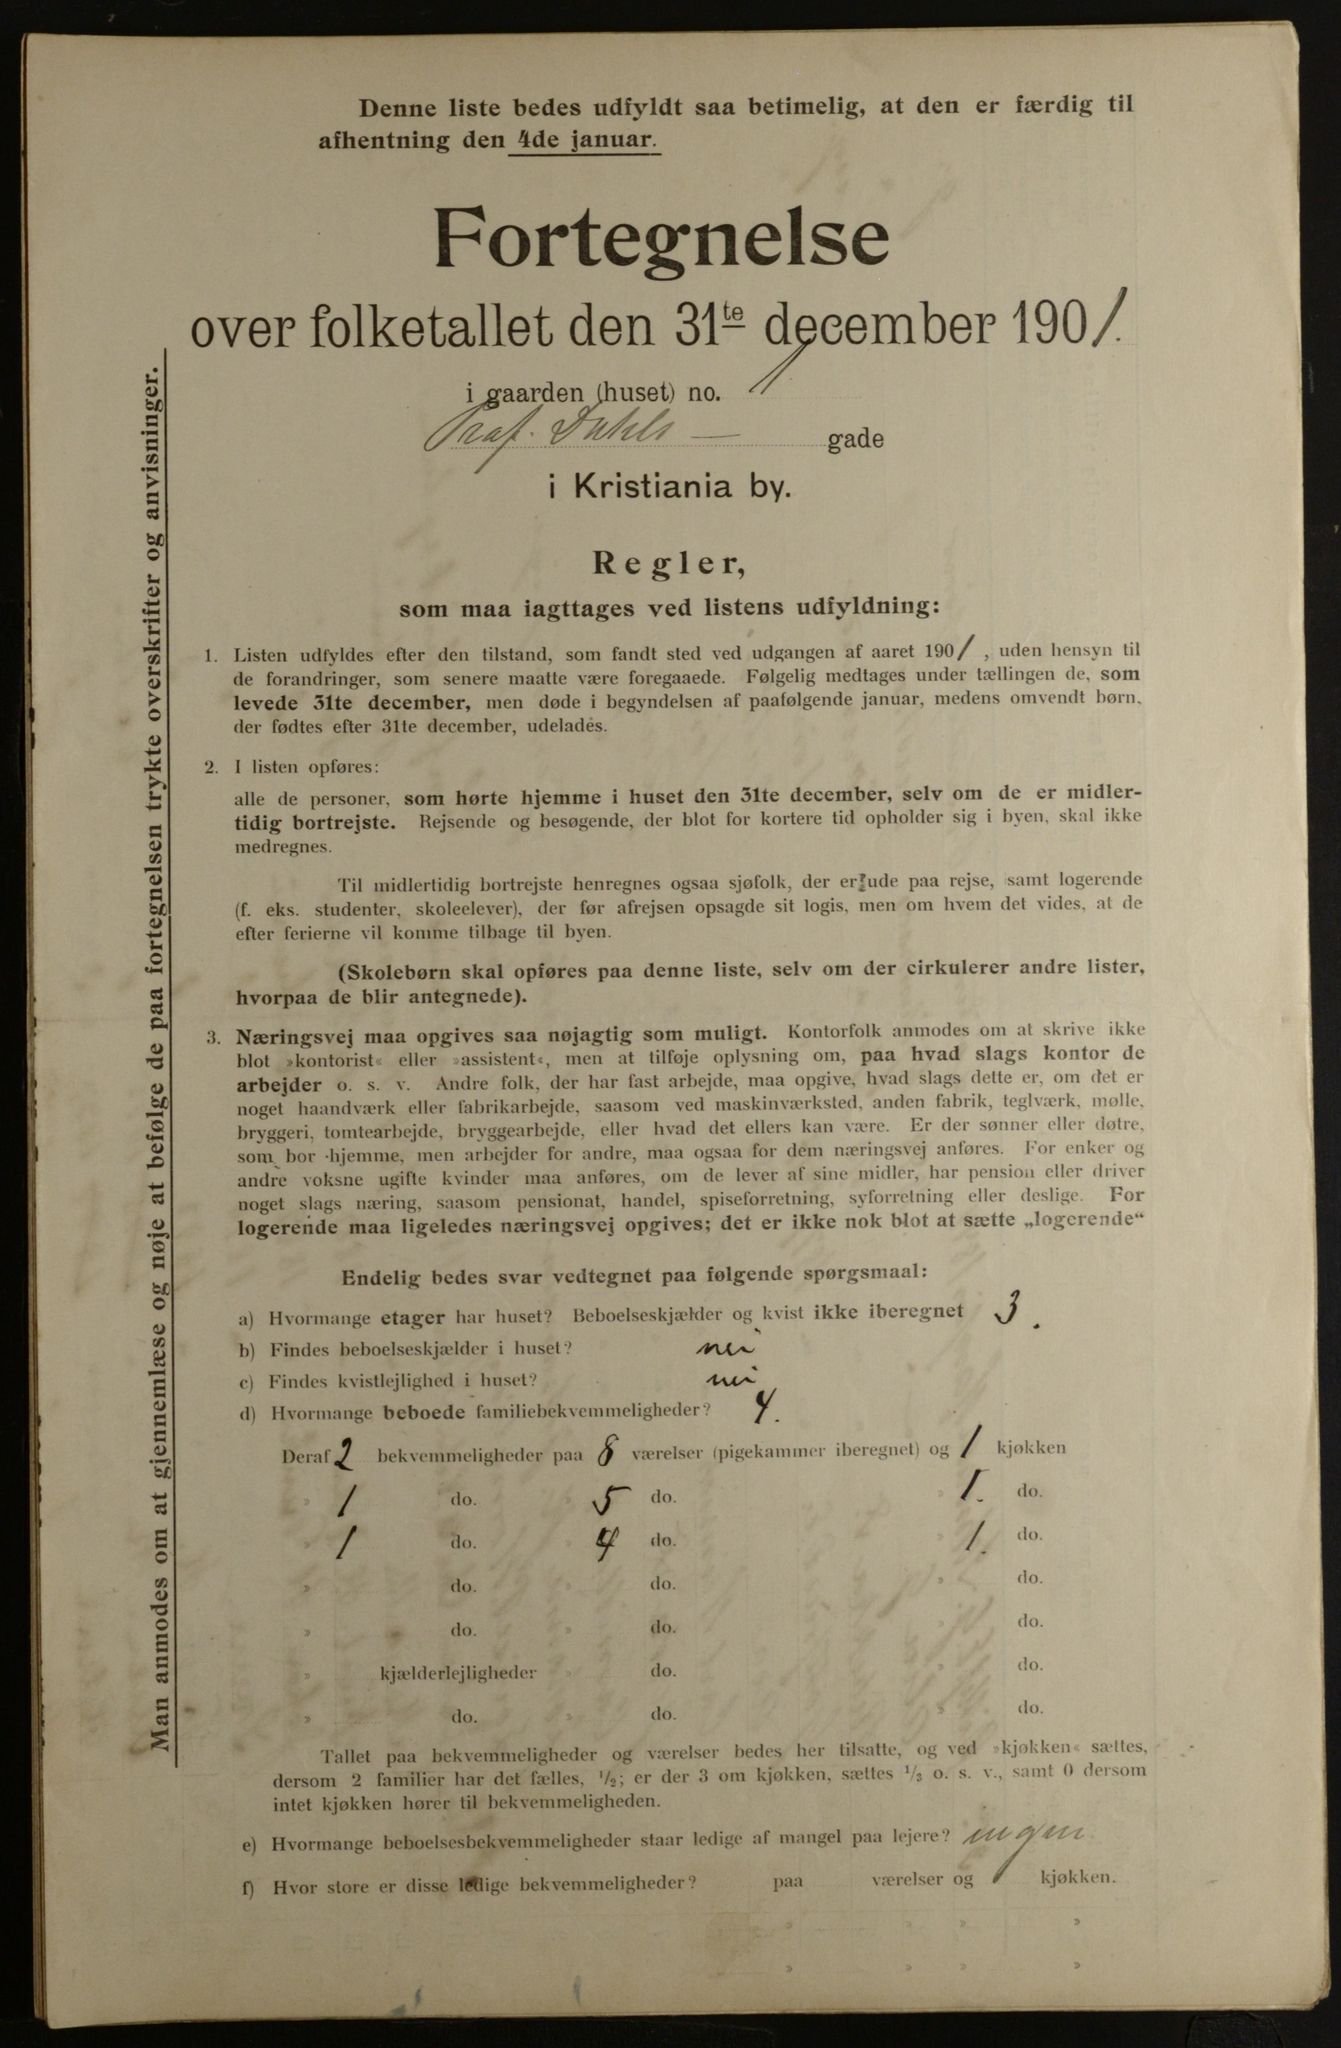 Denne liste bedes udfyldt saa betimelig, at den er færdig til
afhentning den 4de januar.
Fortegnelse
over folketallet den 31te december 1901.
i gaarden (huset) no. 1
Prof. Dahls — gade
i Kristiania by.
Regler,
som maa iagttages ved listens udfyldning:
1. Listen udfyldes efter den tilstand, som fandt sted ved udgangen af aaret 1901, uden hensyn til
de forandringer, som senere maatte være foregaaede. Følgelig medtages under tællingen de, som
levede 31te december, men døde i begyndelsen af paafølgende januar, medens omvendt børn,
der fødtes efter 31te december, udelades.
2. I listen opføres:
alle de personer, som hørte hjemme i huset den 31te december, selv om de er midler-
tidig bortrejste. Rejsende og besøgende, der blot for kortere tid opholder sig i byen, skal ikke
medregnes.
Til midlertidig bortrejste henregnes ogsaa sjøfolk, der er ude paa rejse, samt logerende
(f. eks. studenter, skoleelever), der før afrejsen opsagde sit logis, men om hvem det vides, at de
efter ferierne vil komme tilbage til byen.
(Skolebørn skal opføres paa denne liste, selv om der cirkulerer andre lister,
hvorpaa de blir antegnede).
3. Næringsvej maa opgives saa nøjagtig som muligt. Kontorfolk anmodes om at skrive ikke
blot »kontorist« eller »assistent«, men at tilføje oplysning om, paa hvad slags kontor de
arbejder o. s. v. Andre folk, der har fast arbejde, maa opgive, hvad slags dette er, om det er
noget haandværk eller fabrikarbejde, saasom ved maskinværksted, anden fabrik, teglværk, mølle,
bryggeri, tomtearbejde, bryggearbejde, eller hvad det ellers kan være. Er der sønner eller døtre,
som bor hjemme, men arbejder for andre, maa ogsaa for dem næringsvej anføres. For enker og
andre voksne ugifte kvinder maa anføres, om de lever af sine midler, har pension eller driver
noget slags næring, saasom pensionat, handel, spiseforretning, syforretning eller deslige. For
logerende maa ligeledes næringsvej opgives; det er ikke nok blot at sætte „logerende“
Endelig bedes svar vedtegnet paa følgende spørgsmaal:
a) Hvormange etager har huset? Beboelseskjælder og kvist ikke iberegnet 3.
b) Findes beboelseskjælder i huset? nei
c) Findes kvistlejlighed i huset? nei
d) Hvormange beboede familiebekvemmeligheder? 4.
Deraf 2 bekvemmeligheder paa 8 værelser (pigekammer iberegnet) og 1 kjøkken
» 1 do. » 5 do. » 1. do.
» 1 do. » 4 do. » 1. do.
» do. » do. » do.
» do. » do. » do.
» kjælderlejligheder » do. » do.
» do. » do. » do.
Tallet paa bekvemmeligheder og værelser bedes her tilsatte, og ved »kjøkken« sættes,
dersom 2 familier har det fælles, 1/2; er der 3 om kjøkken, sættes 1/3 o. s. v., samt 0 dersom
intet kjøkken hører til bekvemmeligheden.
e) Hvormange beboelsesbekvemmeligheder staar ledige af mangel paa lejere? ingen
f) Hvor store er disse ledige bekvemmeligheder? paa værelser og kjøkken.
» » » »
» » » »
Man anmodes om at gjennemlæse og nøje at befølge de paa fortegnelsen trykte overskrifter og anvisninger.